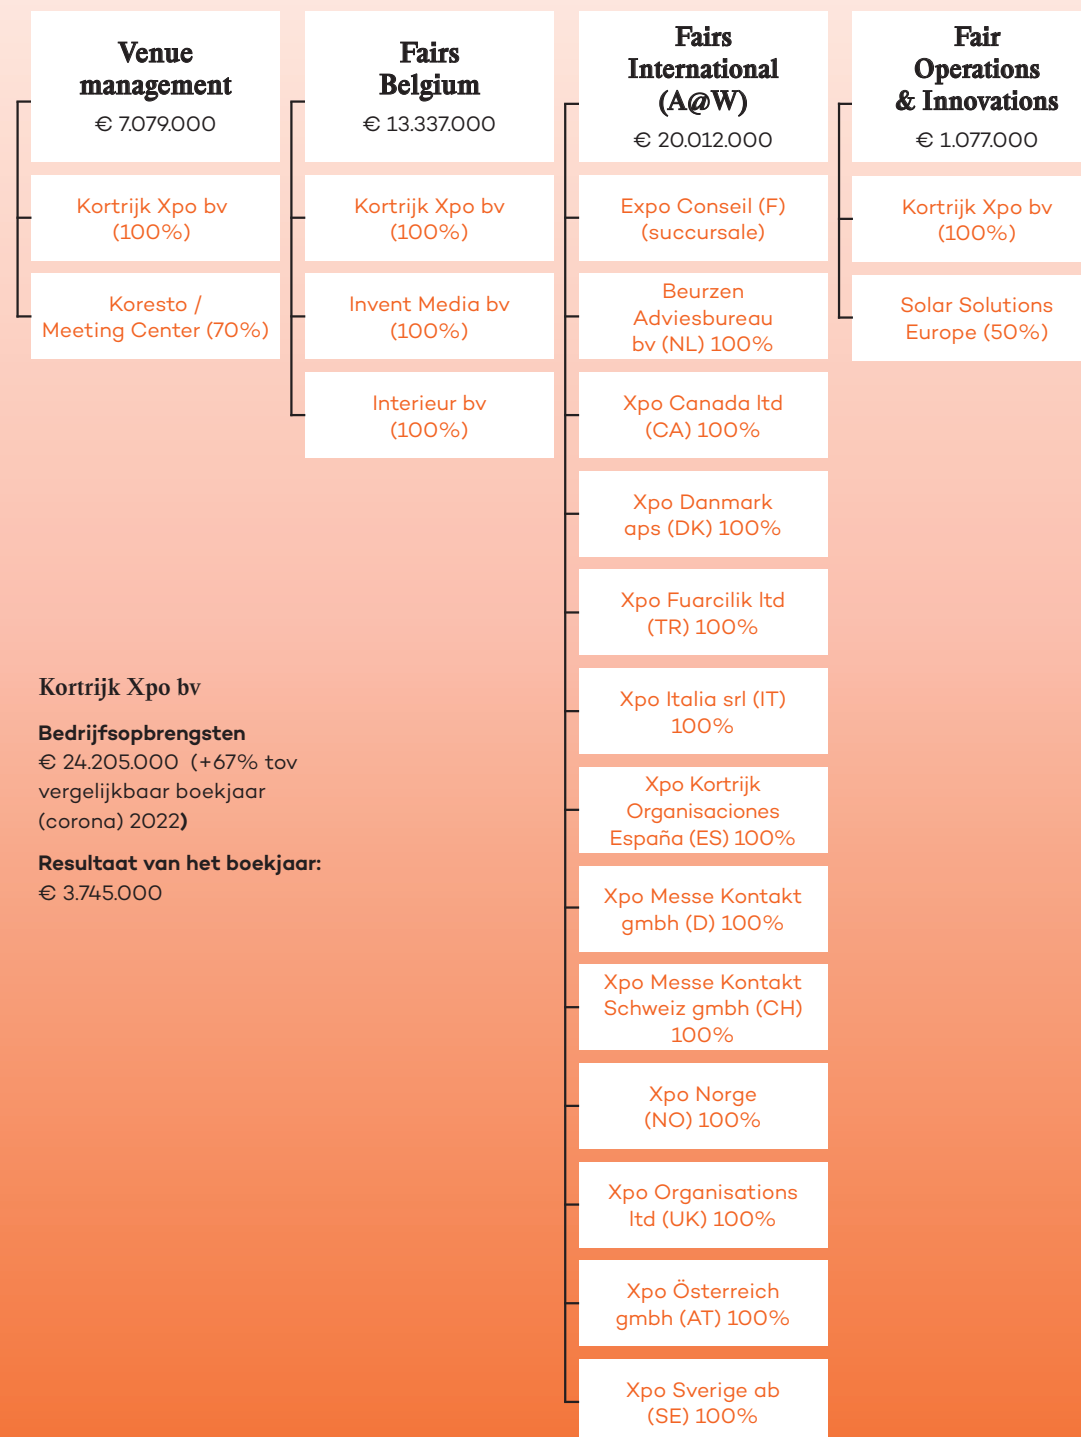 Venue
management
€ 7.079.000
Kortrijk Xpo bv
(100%)
Koresto /
Meeting Center (70%)
Fairs
Belgium
€ 13.337.000
Kortrijk Xpo bv
(100%)
Invent Media bv
(100%)
Interieur bv
(100%)
Fairs
International
(A@W)
€ 20.012.000
Expo Conseil (F)
(succursale)
Beurzen
Adviesbureau
bv (NL) 100%
Xpo Canada ltd
(CA) 100%
Xpo Danmark
aps (DK) 100%
Xpo Fuarcilik ltd
(TR) 100%
Xpo Italia srl (IT)
100%
Xpo Kortrijk
Organisaciones
España (ES) 100%
Xpo Messe Kontakt
gmbh (D) 100%
Xpo Messe Kontakt
Schweiz gmbh (CH)
100%
Xpo Norge
(NO) 100%
Xpo Organisations
ltd (UK) 100%
Xpo Österreich
gmbh (AT) 100%
Xpo Sverige ab
(SE) 100%
Fair
Operations
& Innovations
€ 1.077.000
Kortrijk Xpo bv
(100%)
Solar Solutions
Europe (50%)
Kortrijk Xpo bv
Bedrijfsopbrengsten
€ 24.205.000 (+67% tov
vergelijkbaar boekjaar
(corona) 2022)
Resultaat van het boekjaar:
€ 3.745.000